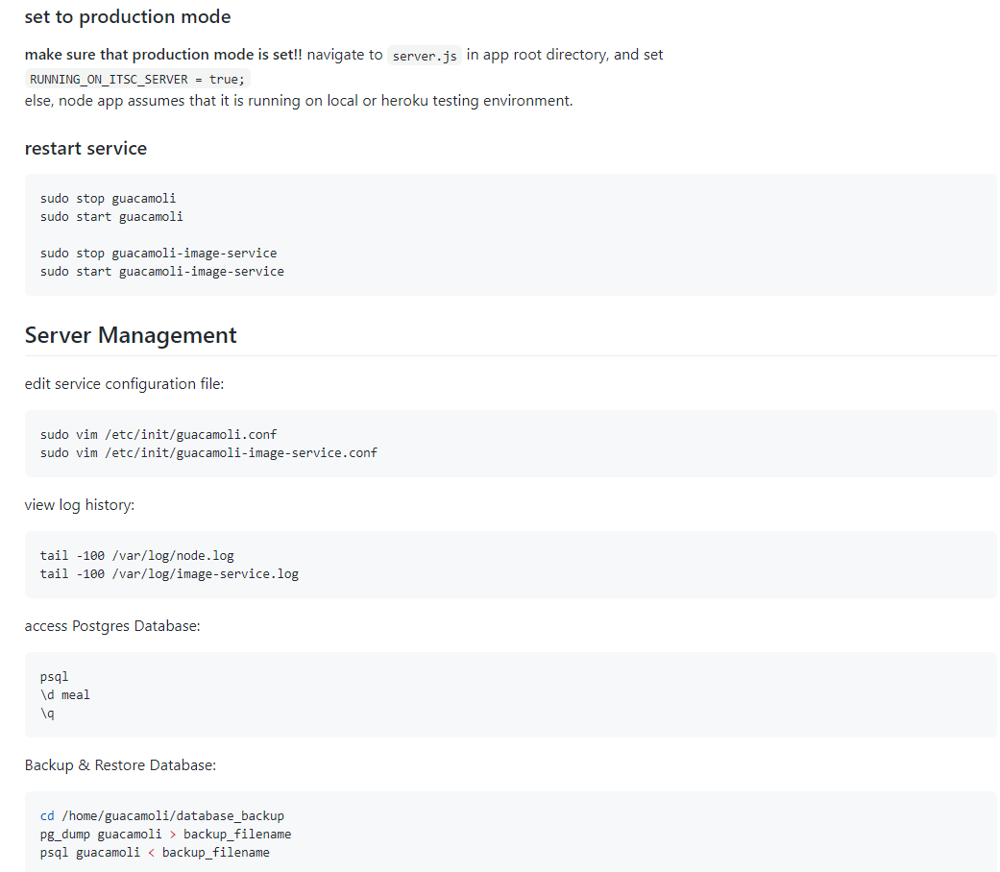 set to production mode
make sure that production mode is set!! navigate to server.js in app root directory, and set
RUNNING_ON_ITSC_SERVER = true;
else, node app assumes that it is running on local or heroku testing environment.
restart service
sudo stop guacamoli
sudo start guacamoli
sudo stop guacamoli-image-service
sudo start guacamoli-image-service
Server Management
edit service configuration file:
sudo vim /etc/init/guacamoli.conf
sudo vim /etc/init/guacamoli-image-service.conf
view log history:
tail -100 /var/log/node.log
tail -100 /var/log/image-service.log
access Postgres Database:
psql
\d meal
\q
Backup & Restore Database:
cd /home/guacamoli/database_backup
pg_dump guacamoli > backup_filename
psql guacamoli < backup_filename